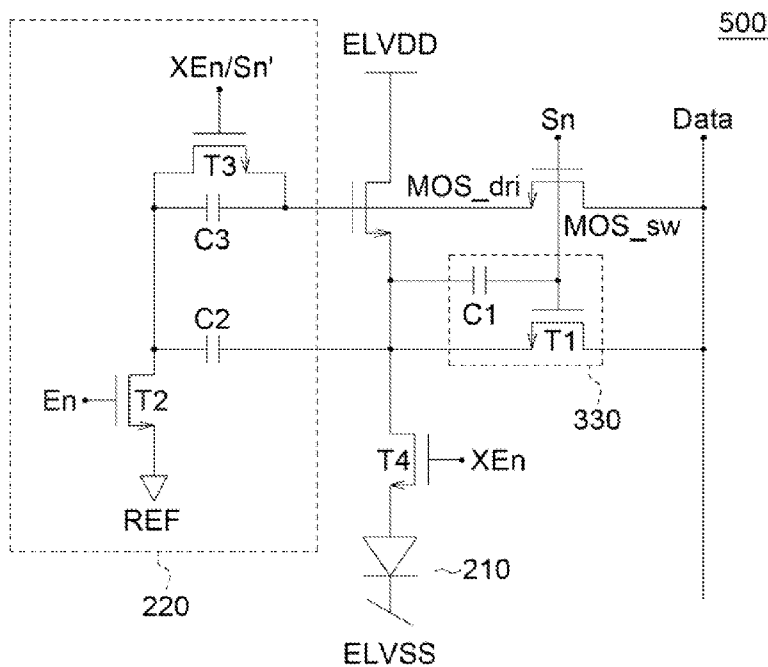 500
ELVDD
XEn/Sn'
Sn
Data
T3
MOS_dri
MOS_sw
C3
C1
C2
T1
En
T2
330
T4
XEn
REF
210
220
ELVSS